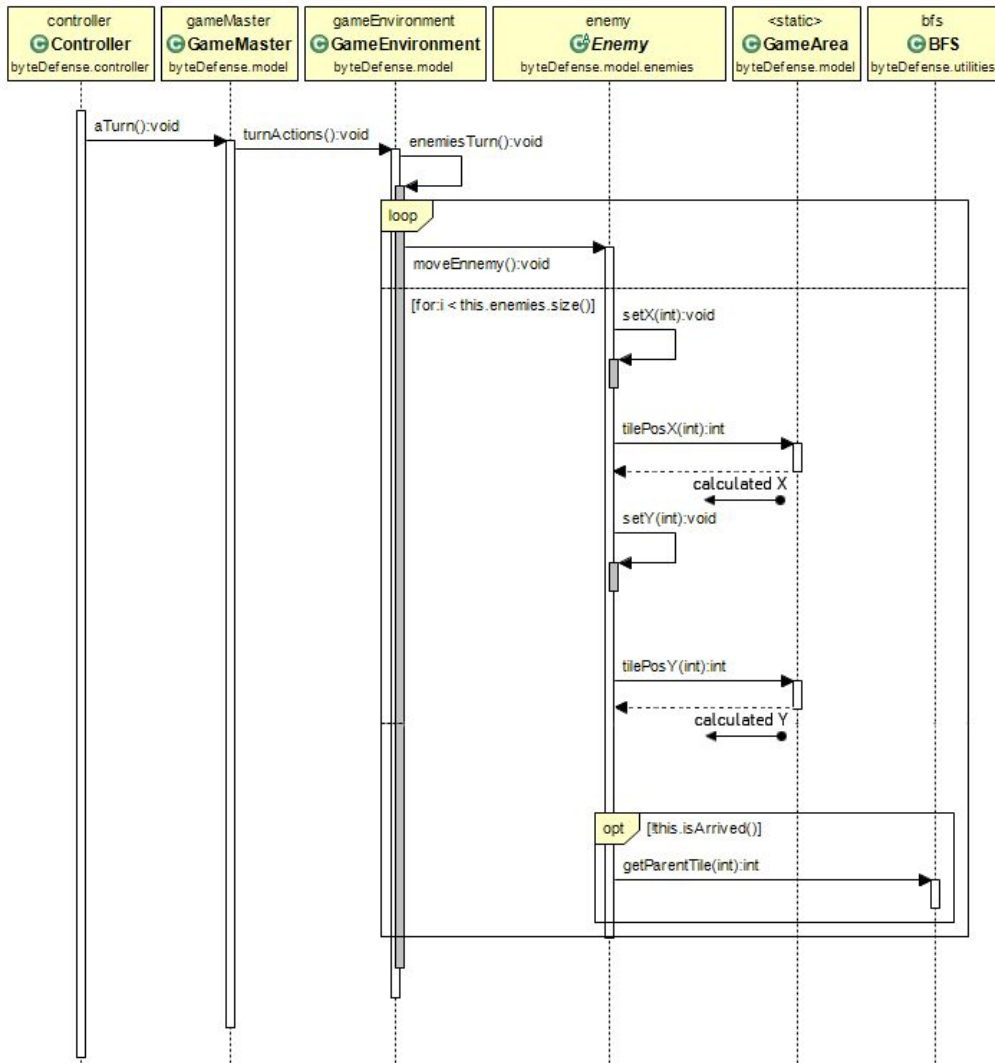 controller
Controller
byteDefense.controller
gameMaster
GameMaster
byteDefense.model
gameEnvironment
GameEnvironment
byteDefense.model
enemy
Enemy
byteDefense.model.enemies
<static>
GameArea
byteDefense.model
bfs
BFS
byteDefense.utilities
aTurn():void
turnActions():void
enemiesTurn():void
loop
moveEnnemy():void
[for:i < this.enemies.size()]
setX(int):void
tilePosX(int):int
calculated X
setY(int):void
tilePosY(int):int
calculated Y
opt
[!this.isArrived()]
getParentTile(int):int